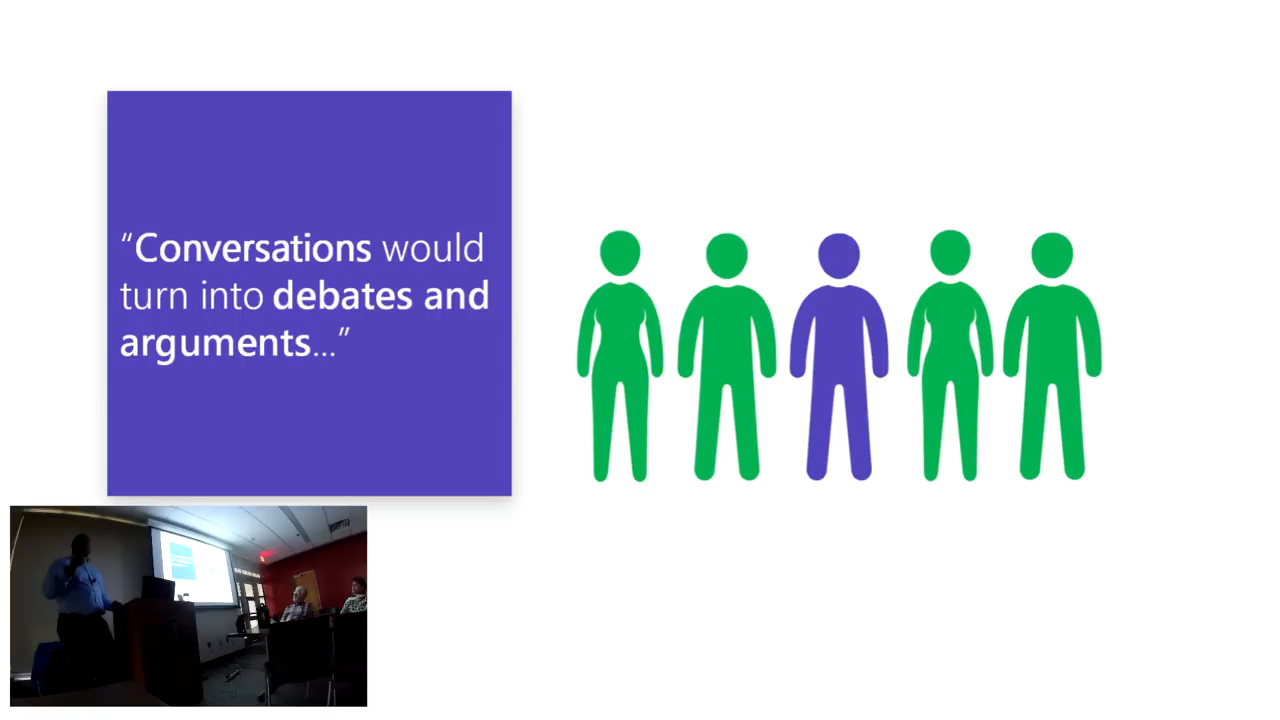 “Conversations would
turn into debates and
arguments...”